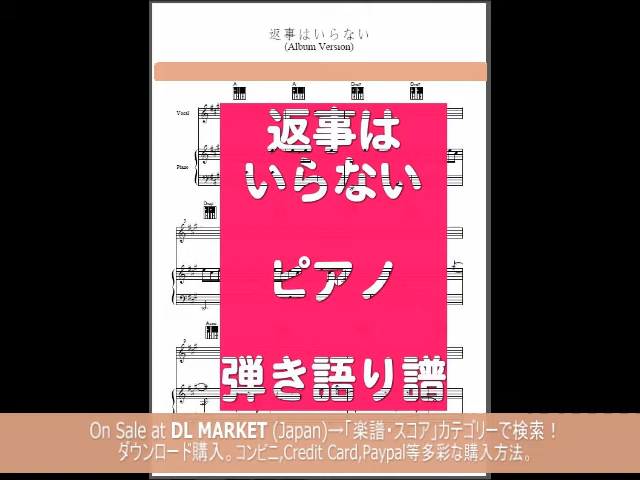 返事はいらない
(Album Version)
Vocal
Piano
返事は
いらない
ピアノ
弾き語り譜
On Sale at DL MARKET (Japan)→「楽譜・スコア」カテゴリーで検索！
ダウンロード購入。コンビニ,Credit Card,Paypal等多彩な購入方法。